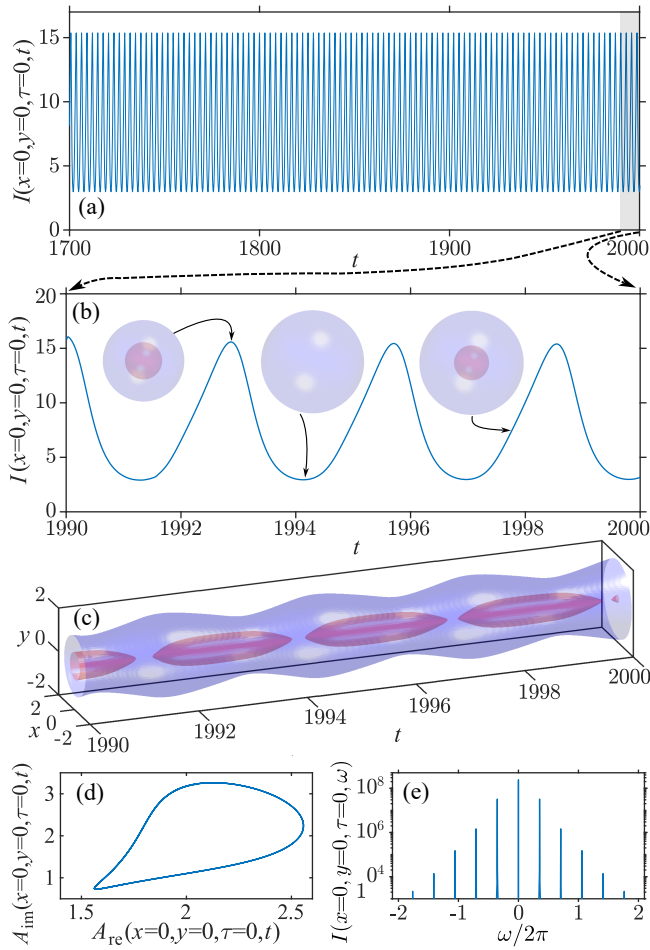 15
10
5
0
I(x=0,y=0,τ=0,t)
(a)
1700
1800
1900
2000
t
20
15
10
5
0
I(x=0,y=0,τ=0,t)
(b)
1990
1992
1994
1996
1998
2000
t
(c)
2
0
-2
y
2
0
-2
x
1990
1992
1994
1996
1998
2000
t
(d)
3
2
1
A_im(x=0,y=0,τ=0,t)
1.5
2
2.5
A_re(x=0,y=0,τ=0,t)
(e)
10^8
10^6
10^4
I(x=0, y=0, τ=0, ω)
-2
-1
0
1
2
ω/2π